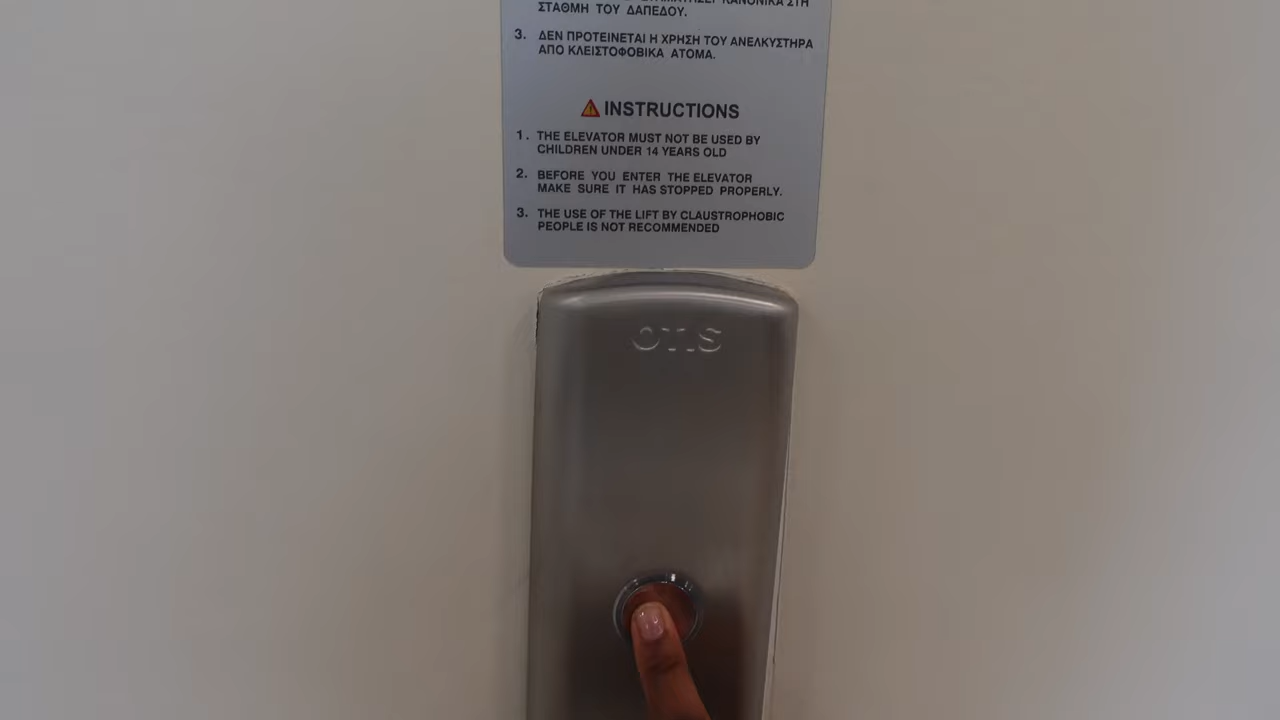 ΚΑΝΟΝΙΚΑ ΣΤΗ
ΣΤΑΘΜΗ ΤΟΥ ΔΑΠΕΔΟΥ.
3. ΔΕΝ ΠΡΟΤΕΙΝΕΤΑΙ Η ΧΡΗΣΗ ΤΟΥ ΑΝΕΛΚΥΣΤΗΡΑ
ΑΠΟ ΚΛΕΙΣΤΟΦΟΒΙΚΑ ΑΤΟΜΑ.
INSTRUCTIONS
1. THE ELEVATOR MUST NOT BE USED BY
CHILDREN UNDER 14 YEARS OLD
2. BEFORE YOU ENTER THE ELEVATOR
MAKE SURE IT HAS STOPPED PROPERLY.
3. THE USE OF THE LIFT BY CLAUSTROPHOBIC
PEOPLE IS NOT RECOMMENDED
OTIS